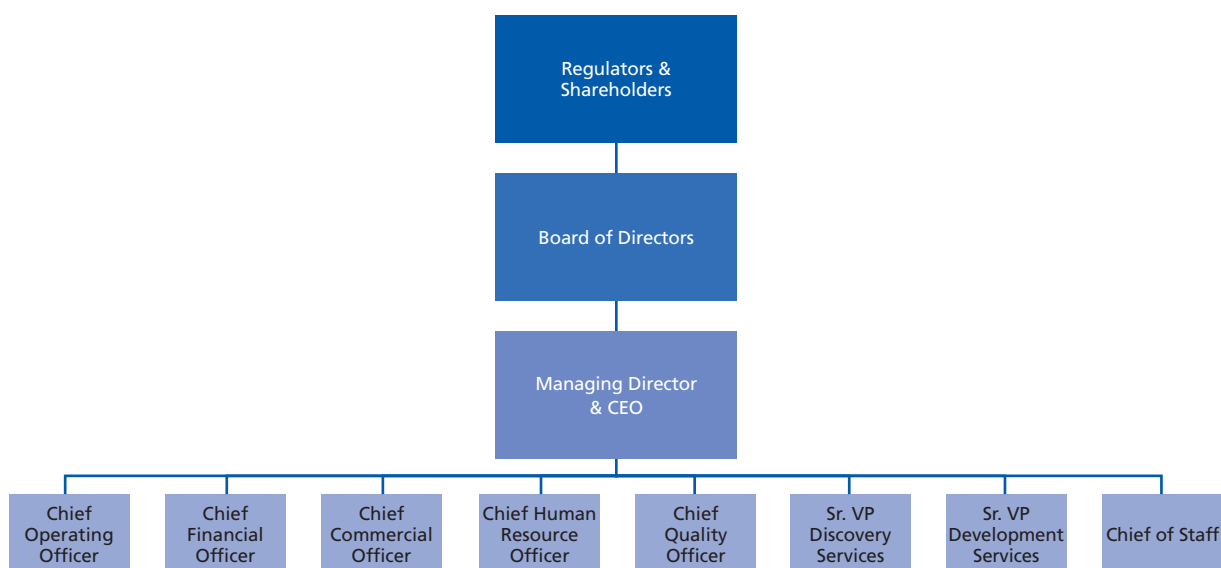 Regulators &
Shareholders
Board of Directors
Managing Director
& CEO
Chief
Operating
Officer
Chief
Financial
Officer
Chief
Commercial
Officer
Chief Human
Resource
Officer
Chief
Quality
Officer
Sr. VP
Discovery
Services
Sr. VP
Development
Services
Chief of Staff